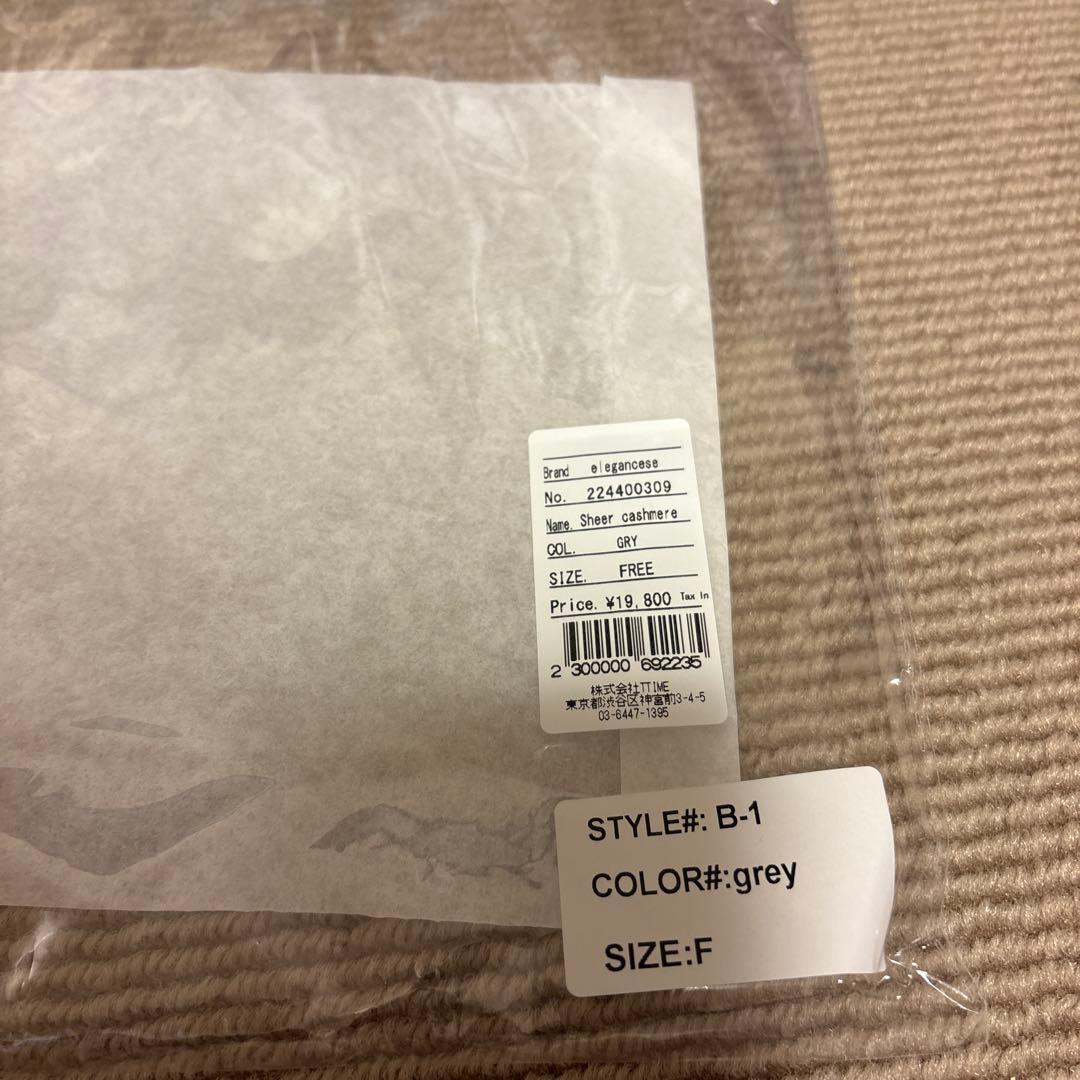 Brand elegancese
No. 224400309
Name. Sheer cashmere
COL. GRY
SIZE. FREE
Price. ¥19,800 Tax In
2 300000 692235
株式会社TTIME
東京都渋谷区神宮前3-4-5
03-6447-1395
STYLE#: B-1
COLOR#:grey
SIZE:F